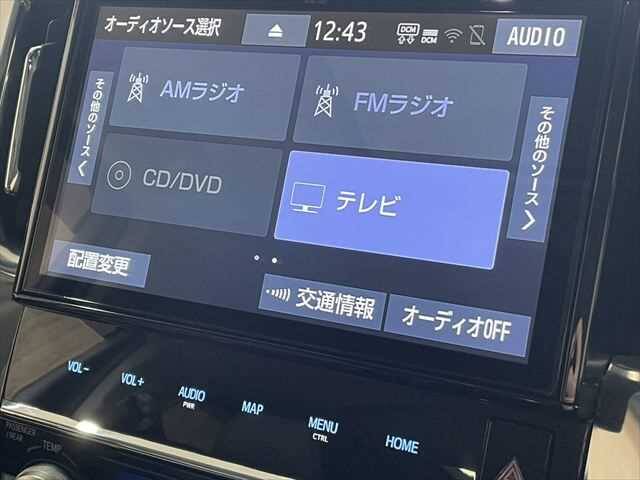 オーディオソース選択
12:43
DCM
DCM
AUDIO
その他のソース
AMラジオ
FMラジオ
その他のソース
CD/DVD
テレビ
配置変更
交通情報
オーディオOFF
VOL-
VOL+
AUDIO
PWR
MAP
MENU
CTRL
HOME
PASSENGER
TEMP